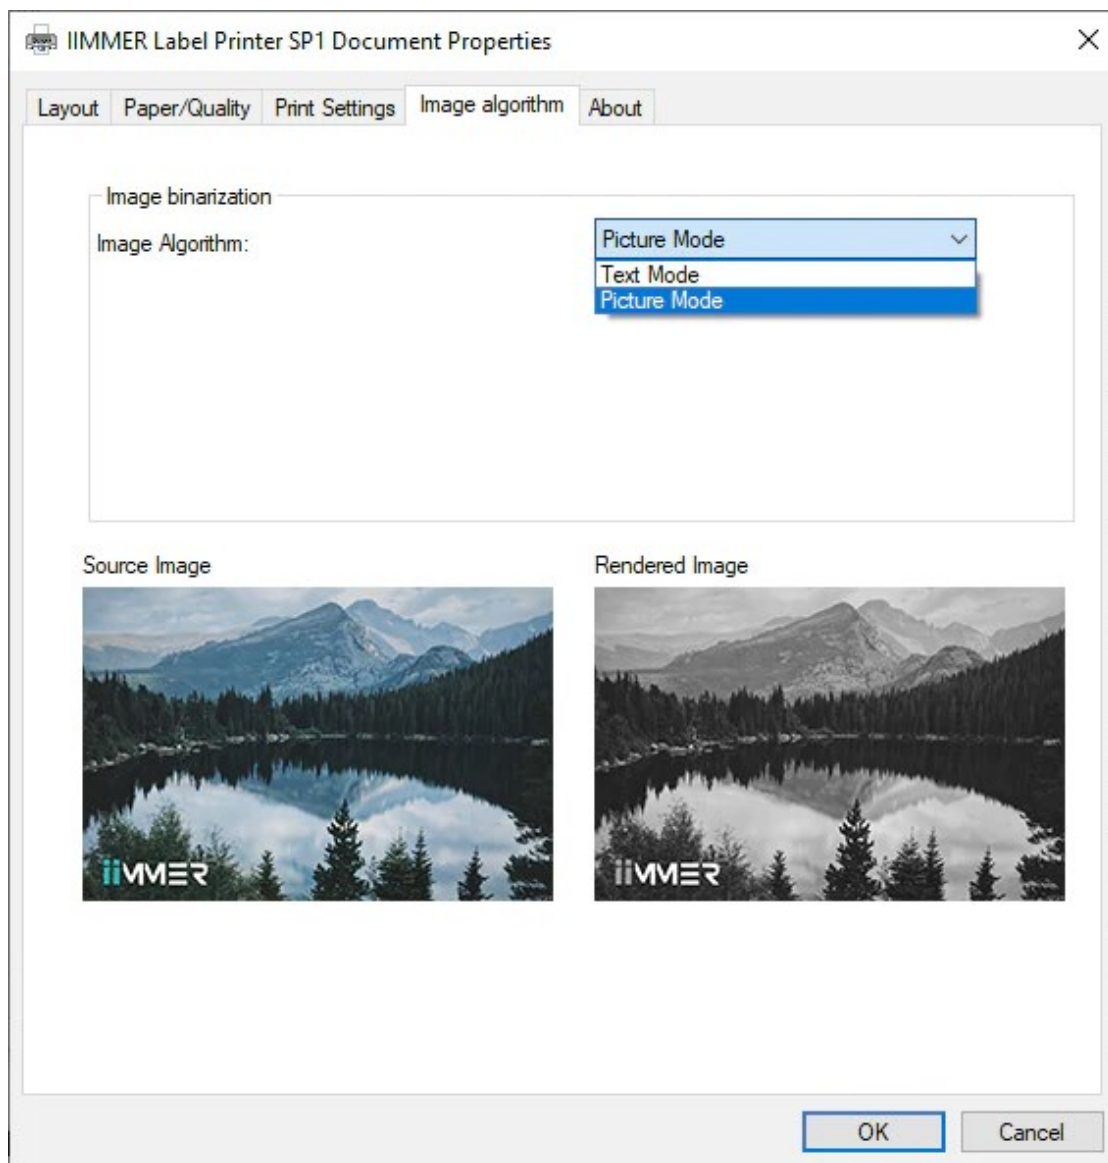 IIMMER Label Printer SP1 Document Properties
Layout Paper/Quality Print Settings Image algorithm About
Image binarization
Image Algorithm: Picture Mode
Text Mode
Picture Mode
Source Image Rendered Image
iiMMER iiMMER
OK Cancel